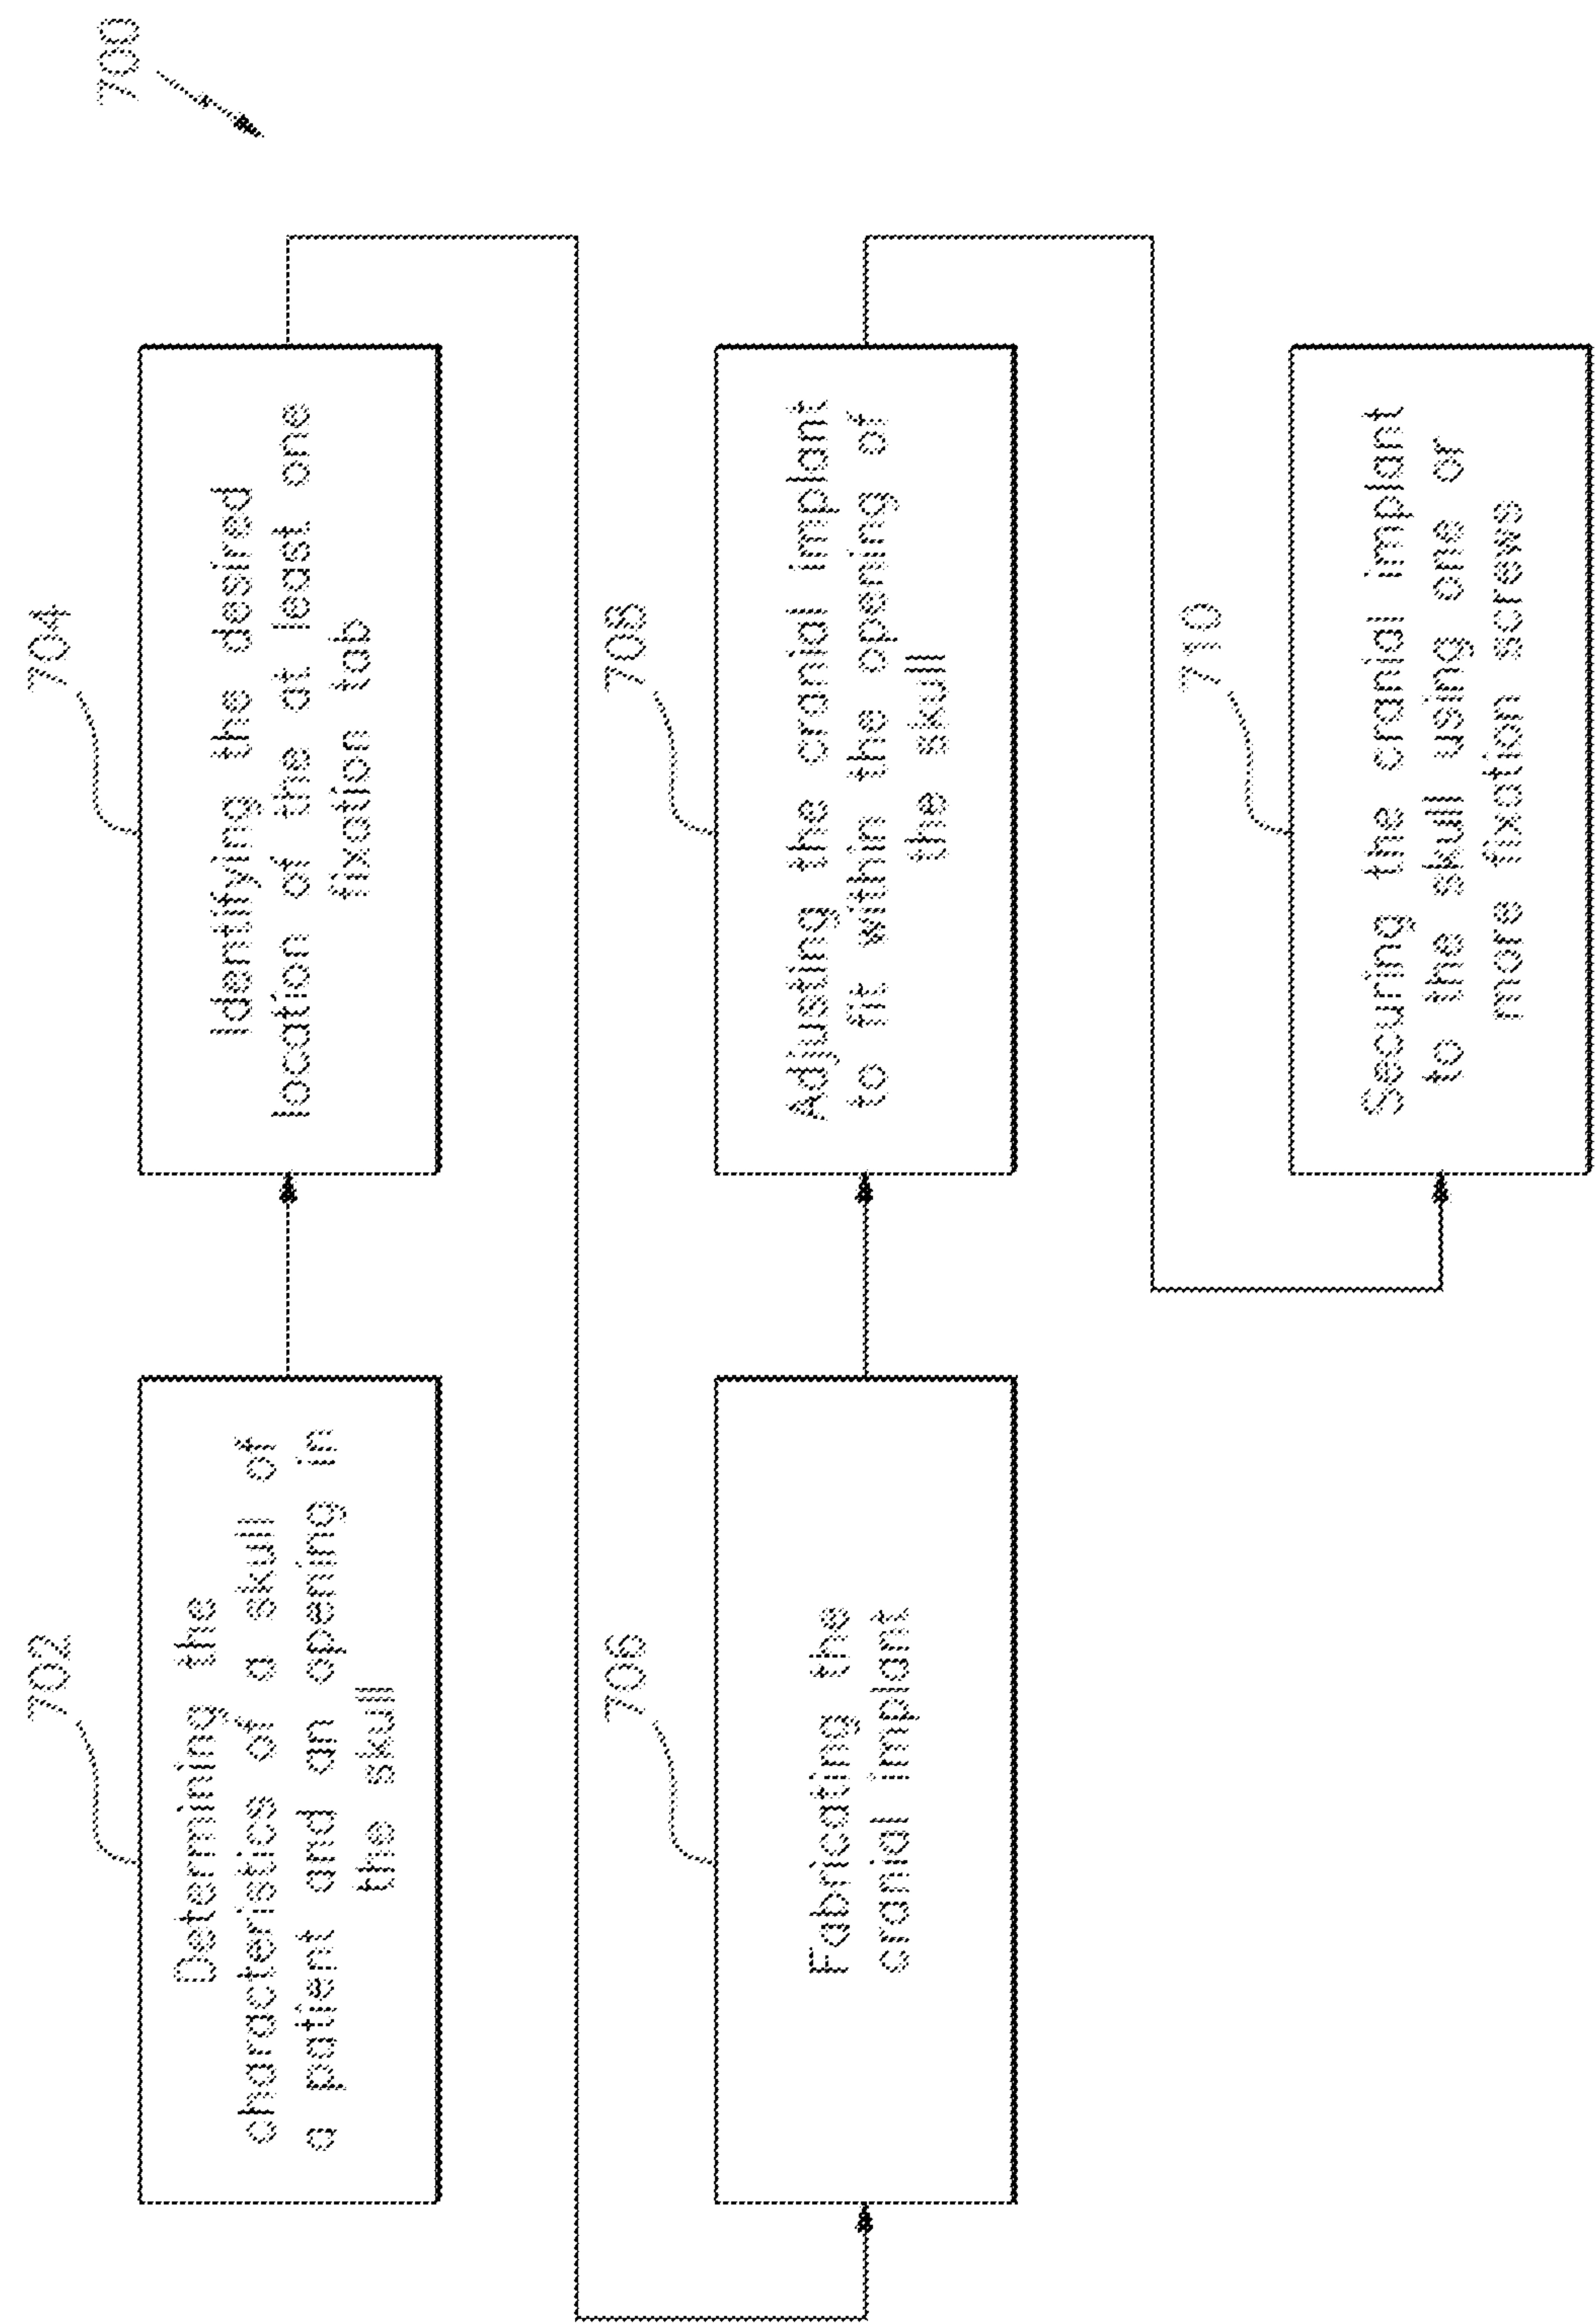 700
702
Determining the
characteristics of a skull of
a patient and an opening in
the skull
704
Identifying the desired
location of the at least one
fixation tab
706
Fabricating the
cranial implant
708
Adjusting the cranial implant
to fit within the opening of
the skull
710
Securing the cranial implant
to the skull using one or
more fixation screws